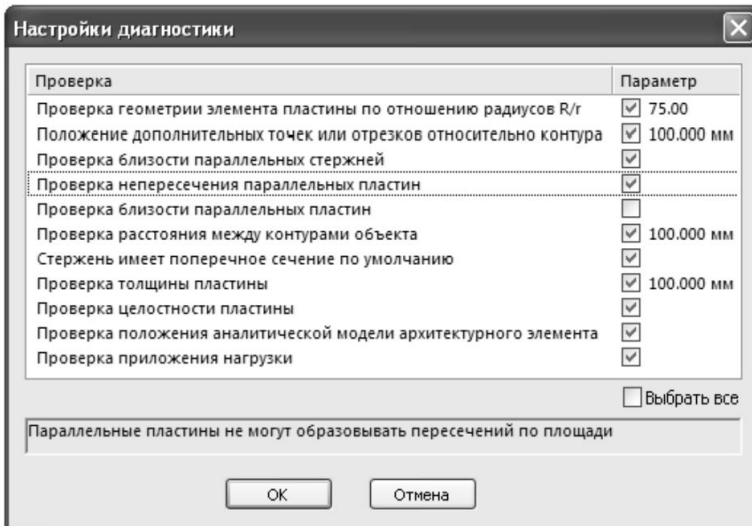 Настройки диагностики
Проверка Параметр
Проверка геометрии элемента пластины по отношению радиусов R/r 75.00
Положение дополнительных точек или отрезков относительно контура 100.000 мм
Проверка близости параллельных стержней
Проверка непересечения параллельных пластин
Проверка близости параллельных пластин
Проверка расстояния между контурами объекта 100.000 мм
Стержень имеет поперечное сечение по умолчанию
Проверка толщины пластины 100.000 мм
Проверка целостности пластины
Проверка положения аналитической модели архитектурного элемента
Проверка приложения нагрузки
Выбрать все
Параллельные пластины не могут образовывать пересечений по площади
ОК Отмена